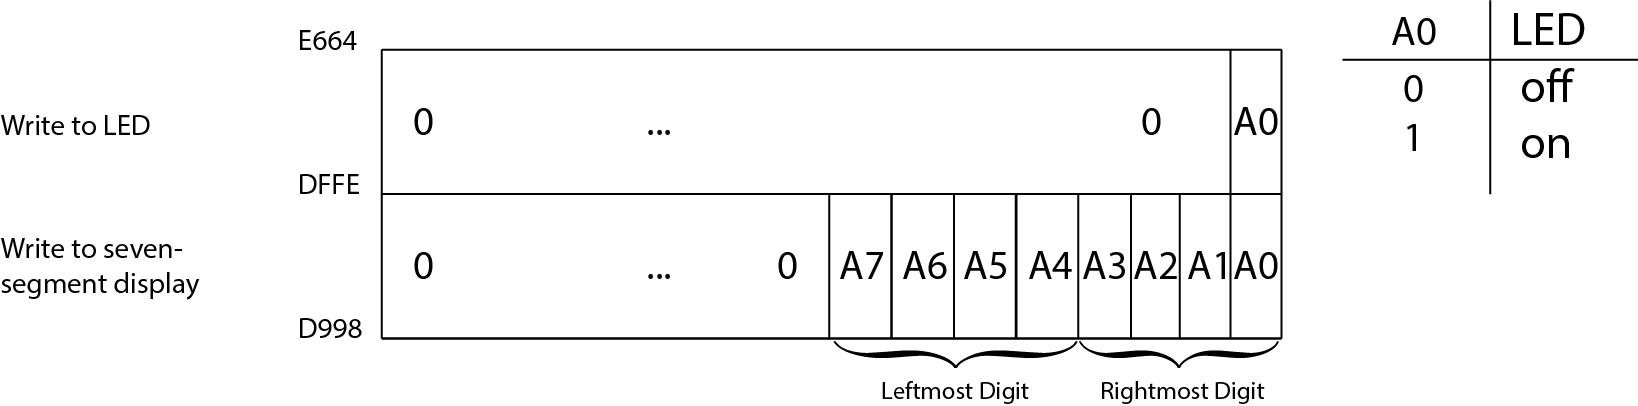 E664
A0 LED
0 off
1 on
Write to LED
0 ... 0 A0
DFFE
Write to seven-
segment display
0 ... 0 A7 A6 A5 A4 A3 A2 A1 A0
D998
Leftmost Digit Rightmost Digit